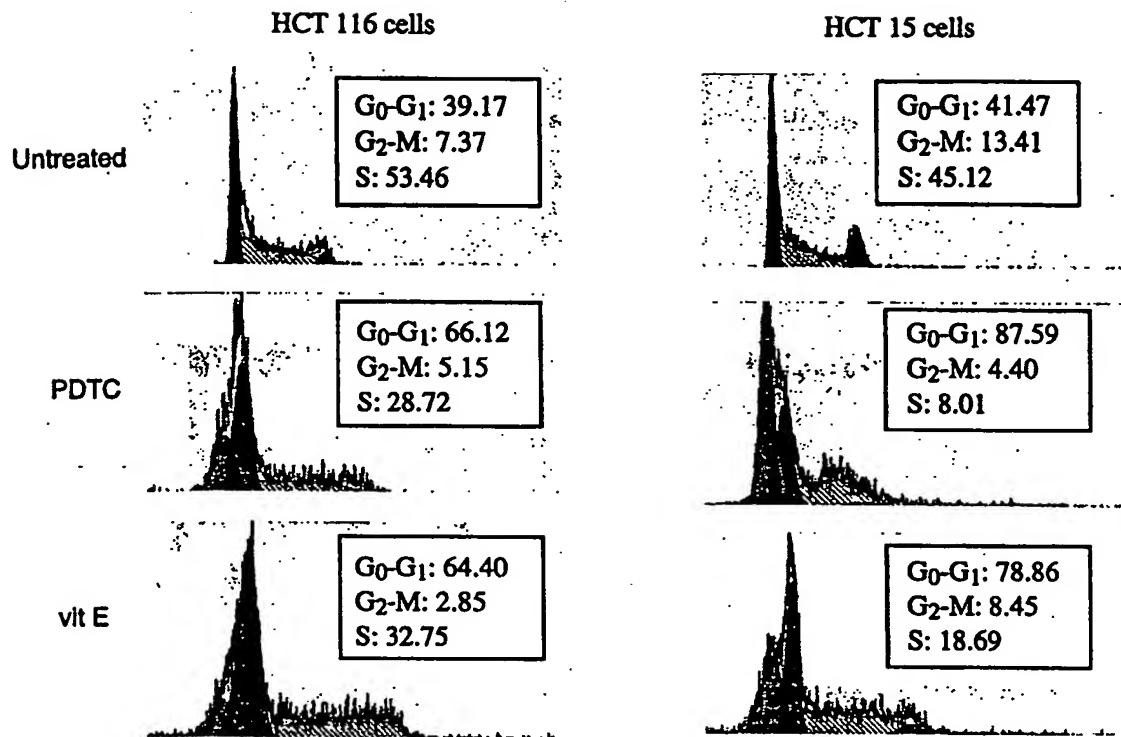 HCT 116 cells
HCT 15 cells
Untreated
G0-G1: 39.17
G2-M: 7.37
S: 53.46
G0-G1: 41.47
G2-M: 13.41
S: 45.12
PDTC
G0-G1: 66.12
G2-M: 5.15
S: 28.72
G0-G1: 87.59
G2-M: 4.40
S: 8.01
vit E
G0-G1: 64.40
G2-M: 2.85
S: 32.75
G0-G1: 78.86
G2-M: 8.45
S: 18.69